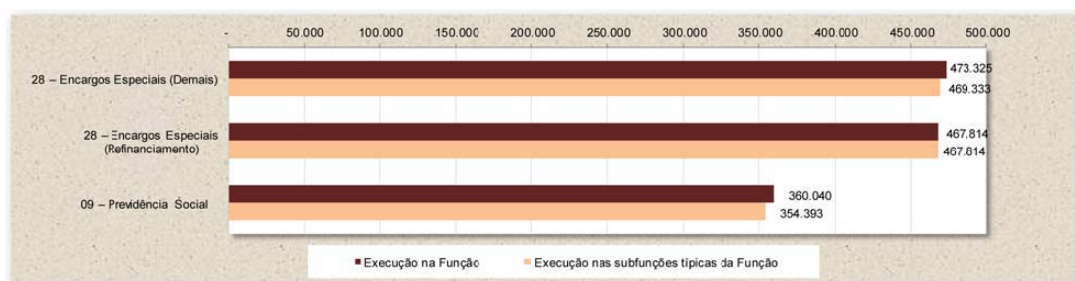 - 50.000 100.000 150.000 200.000 250.000 300.000 350.000 400.000 450.000 500.000
28 – Encargos Especiais (Demais)
473.325
469.333
28 – Encargos Especiais
(Refinanciamento)
467.814
467.814
09 – Previdência Social
360.040
354.393
Execução na Função Execução nas subfunções típicas da Função